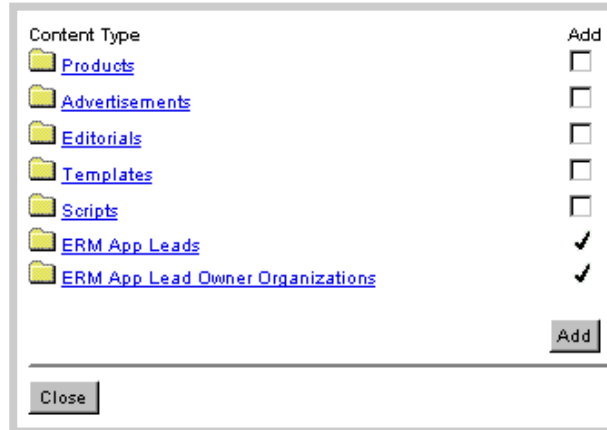 Content Type Add
Products
Advertisements
Editorials
Templates
Scripts
ERM App Leads
ERM App Lead Owner Organizations
Add
Close